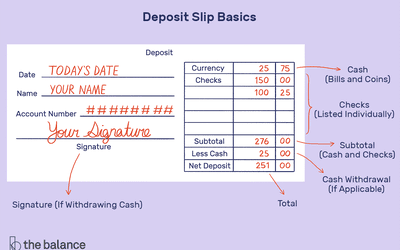 Deposit Slip Basics
Deposit
Date TODAY'S DATE
Name YOUR NAME
Account Number ########
Your Signature
Signature
Currency 25 75
Checks 150 00
100 25
Subtotal 276 00
Less Cash 25 00
Net Deposit 251 00
Cash
(Bills and Coins)
Checks
(Listed Individually)
Subtotal
(Cash and Checks)
Cash Withdrawal
(If Applicable)
Total
Signature (If Withdrawing Cash)
the balance